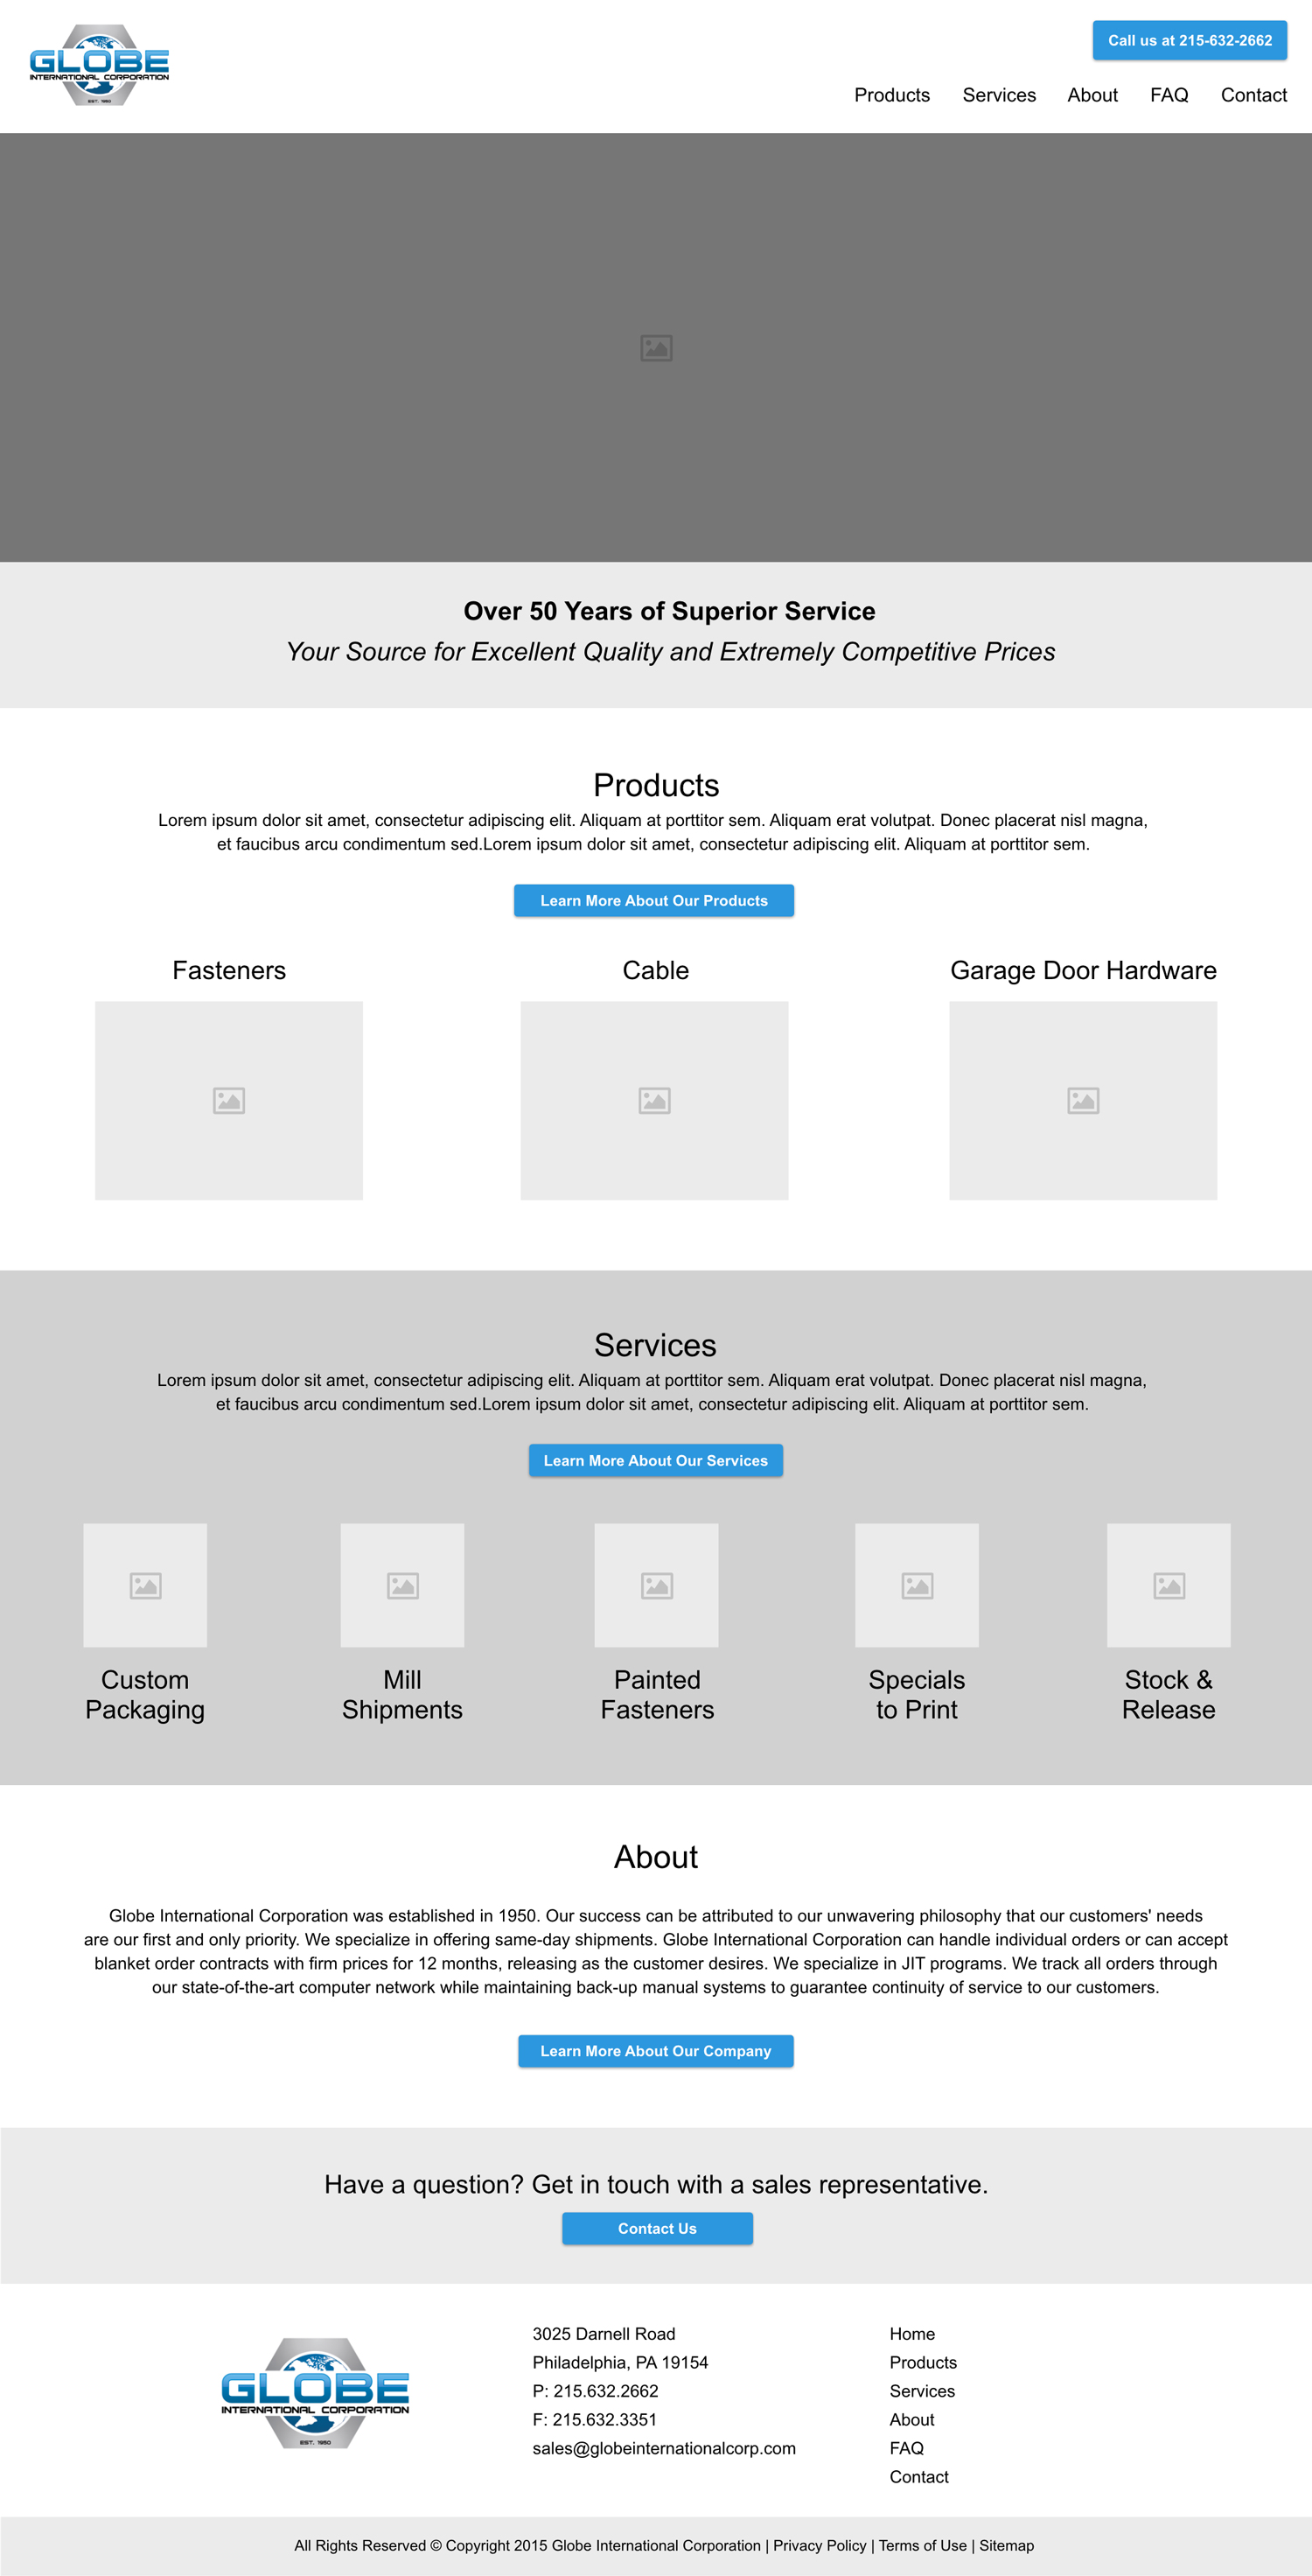 GLOBE
INTERNATIONAL CORPORATION
EST. 1950
Call us at 215-632-2662
Products Services About FAQ Contact
Over 50 Years of Superior Service
Your Source for Excellent Quality and Extremely Competitive Prices
Products
Lorem ipsum dolor sit amet, consectetur adipiscing elit. Aliquam at porttitor sem. Aliquam erat volutpat. Donec placerat nisl magna,
et faucibus arcu condimentum sed.Lorem ipsum dolor sit amet, consectetur adipiscing elit. Aliquam at porttitor sem.
Learn More About Our Products
Fasteners
Cable
Garage Door Hardware
Services
Lorem ipsum dolor sit amet, consectetur adipiscing elit. Aliquam at porttitor sem. Aliquam erat volutpat. Donec placerat nisl magna,
et faucibus arcu condimentum sed.Lorem ipsum dolor sit amet, consectetur adipiscing elit. Aliquam at porttitor sem.
Learn More About Our Services
Custom
Packaging
Mill
Shipments
Painted
Fasteners
Specials
to Print
Stock &
Release
About
Globe International Corporation was established in 1950. Our success can be attributed to our unwavering philosophy that our customers' needs
are our first and only priority. We specialize in offering same-day shipments. Globe International Corporation can handle individual orders or can accept
blanket order contracts with firm prices for 12 months, releasing as the customer desires. We specialize in JIT programs. We track all orders through
our state-of-the-art computer network while maintaining back-up manual systems to guarantee continuity of service to our customers.
Learn More About Our Company
Have a question? Get in touch with a sales representative.
Contact Us
GLOBE
INTERNATIONAL CORPORATION
EST. 1950
3025 Darnell Road
Philadelphia, PA 19154
P: 215.632.2662
F: 215.632.3351
sales@globeinternationalcorp.com
Home
Products
Services
About
FAQ
Contact
All Rights Reserved © Copyright 2015 Globe International Corporation | Privacy Policy | Terms of Use | Sitemap